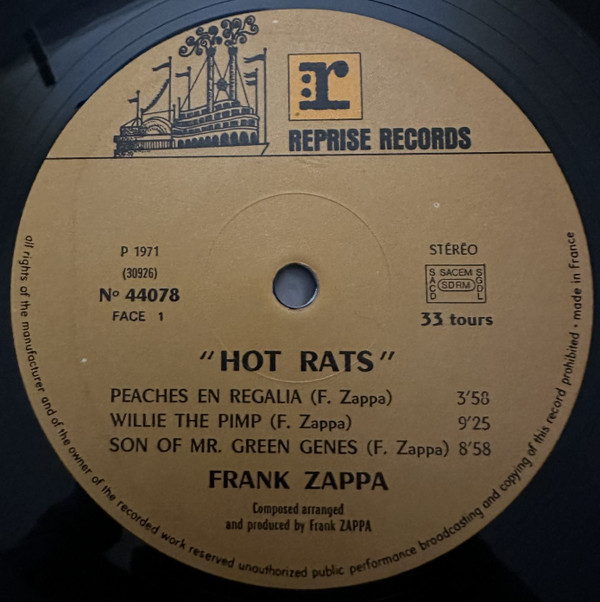 r
REPRISE RECORDS
P 1971
(30926)
Nº 44078
FACE 1
STÉRÉO
SACD SACEM SDRM SGDL
33 tours
"HOT RATS"
PEACHES EN REGALIA (F. Zappa) 3'58
WILLIE THE PIMP (F. Zappa) 9'25
SON OF MR. GREEN GENES (F. Zappa) 8'58
FRANK ZAPPA
Composed arranged
and produced by Frank ZAPPA
all rights of the manufacturer and of the owner of the recorded work reserved unauthorized public performance broadcasting and copying of this record prohibited • made in France